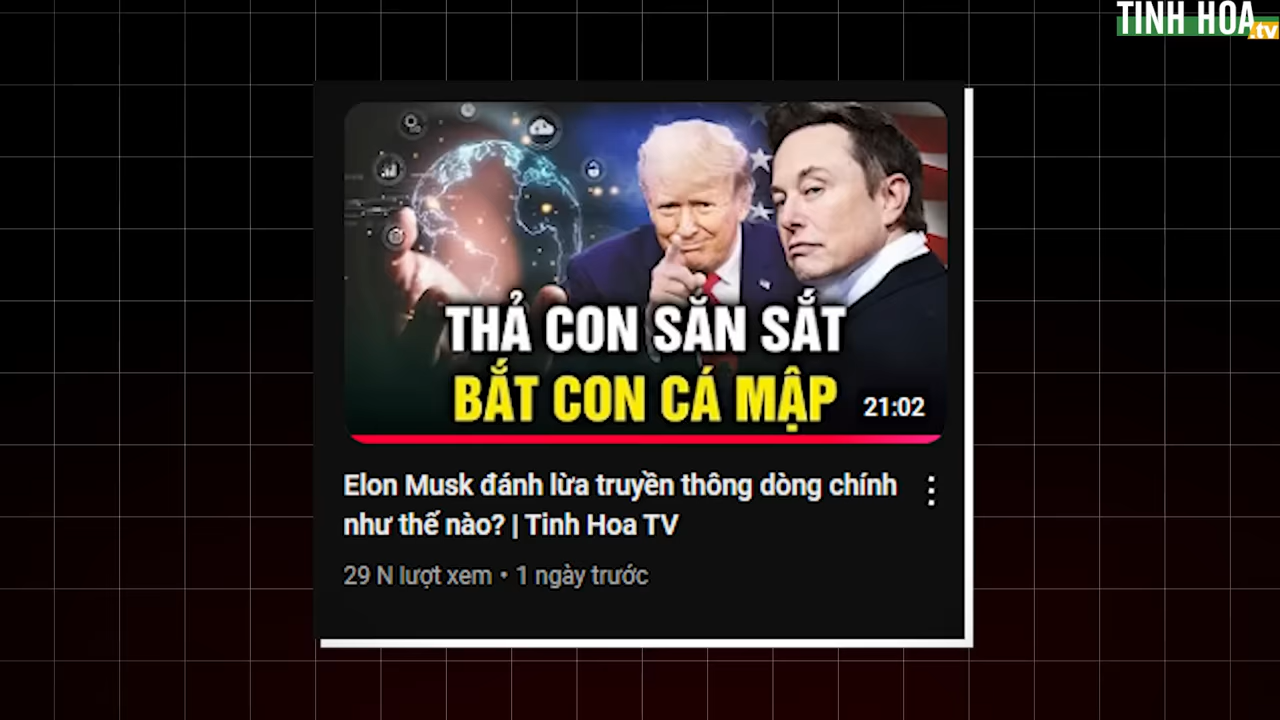 TINH HOA
.tv
THẢ CON SĂN SẮT
BẮT CON CÁ MẬP
21:02
Elon Musk đánh lừa truyền thông dòng chính
như thế nào? | Tinh Hoa TV
29 N lượt xem • 1 ngày trước